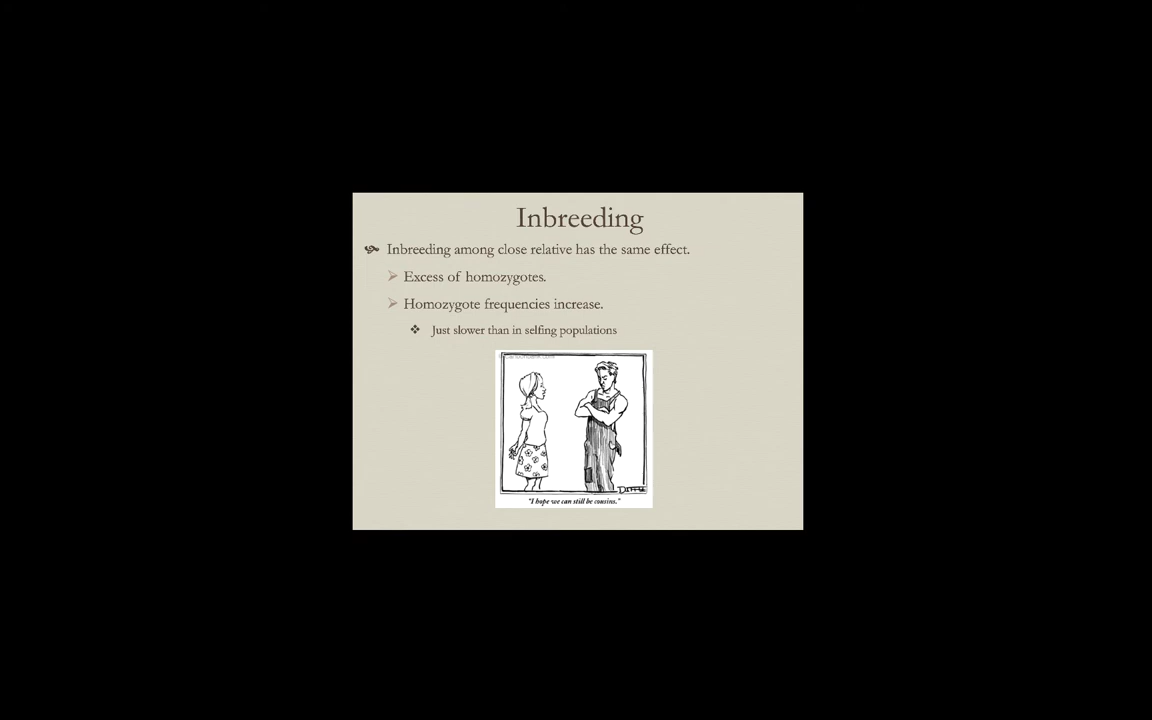 Inbreeding
Inbreeding among close relative has the same effect.
Excess of homozygotes.
Homozygote frequencies increase.
Just slower than in selfing populations
"I hope we can still be cousins."